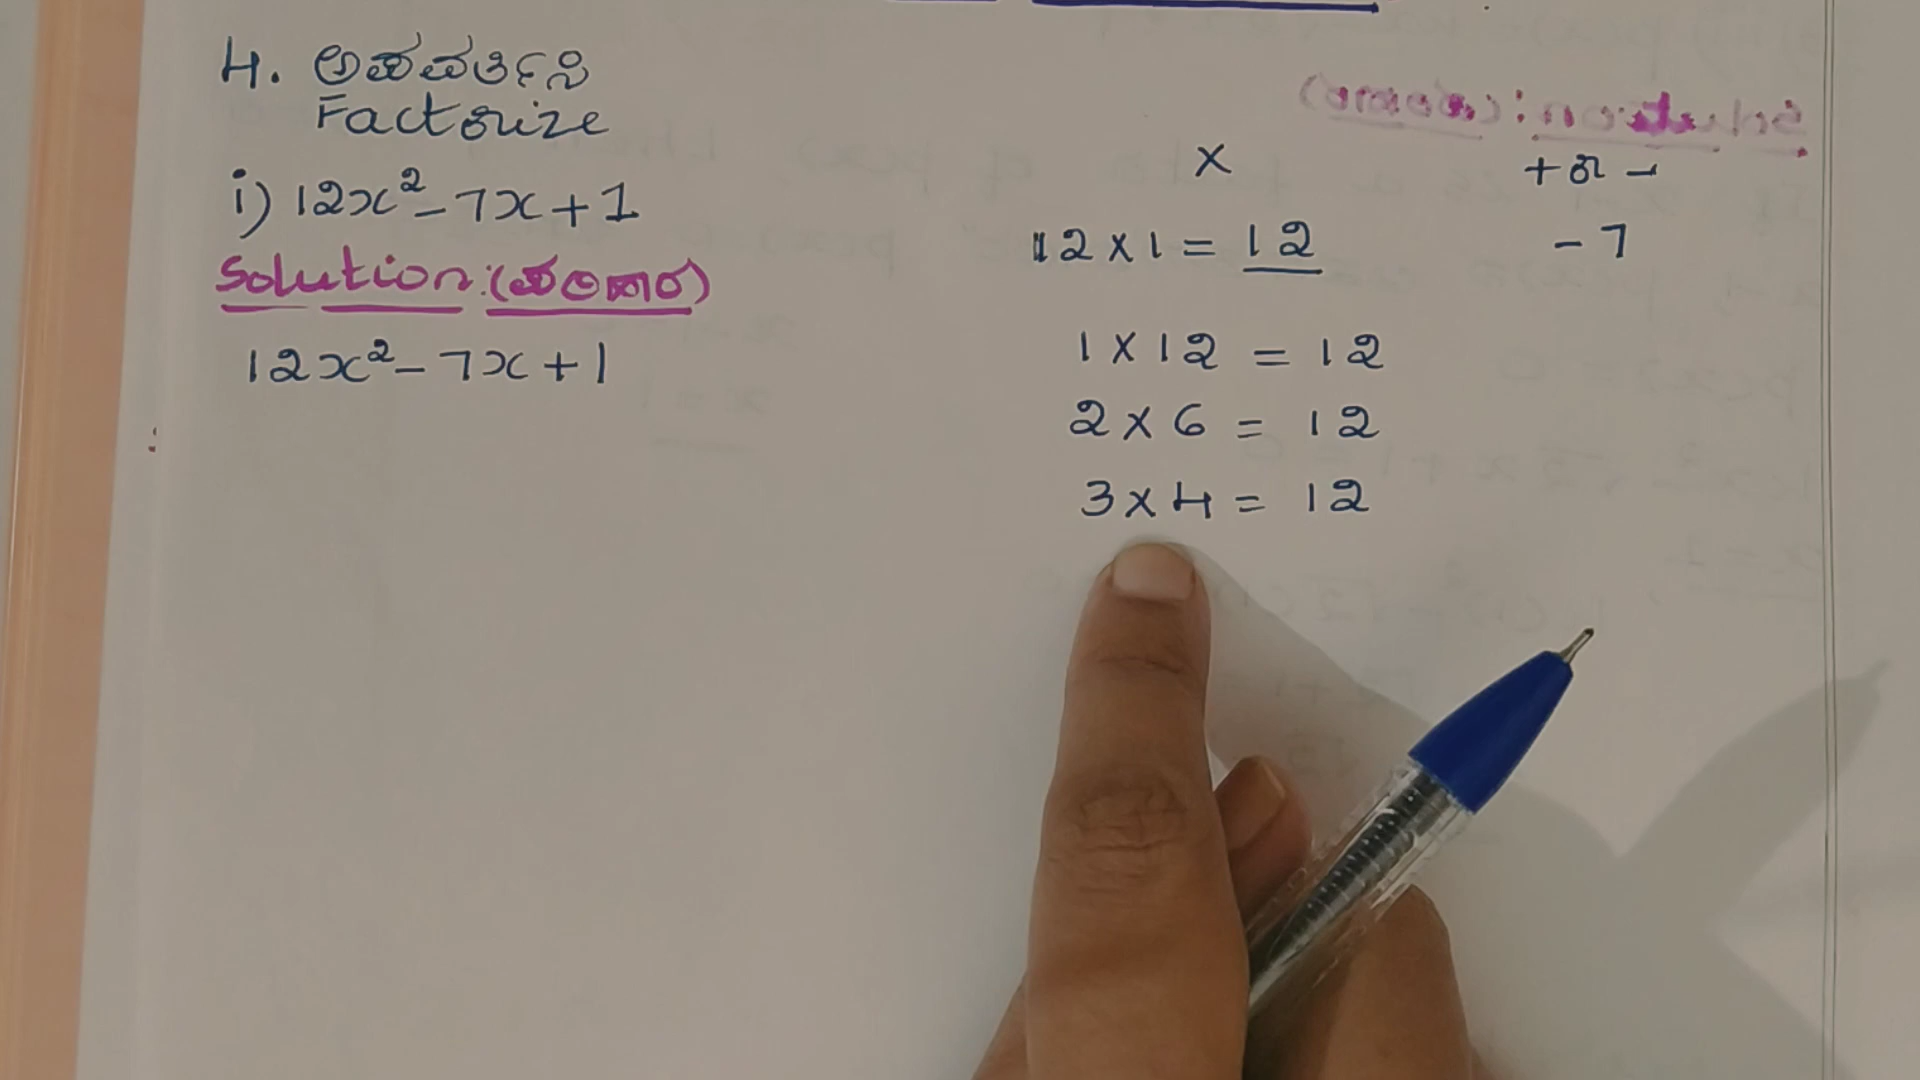 4. ಅಪವರ್ತಿಸಿ
Factorize
i) 12x² - 7x + 1
Solution: (ಪರಿಹಾರ)
12x² - 7x + 1
x
+ or -
12 x 1 = 12
- 7
1 x 12 = 12
2 x 6 = 12
3 x 4 = 12